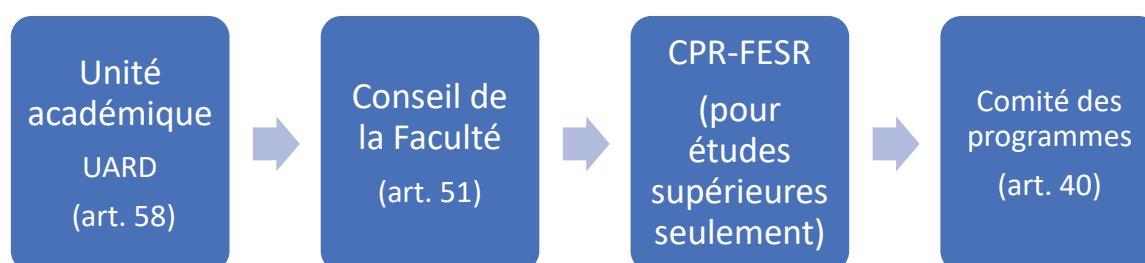 Unité
académique
UARD
(art. 58)
Conseil de
la Faculté
(art. 51)
CPR-FESR
(pour
études
supérieures
seulement)
Comité des
programmes
(art. 40)